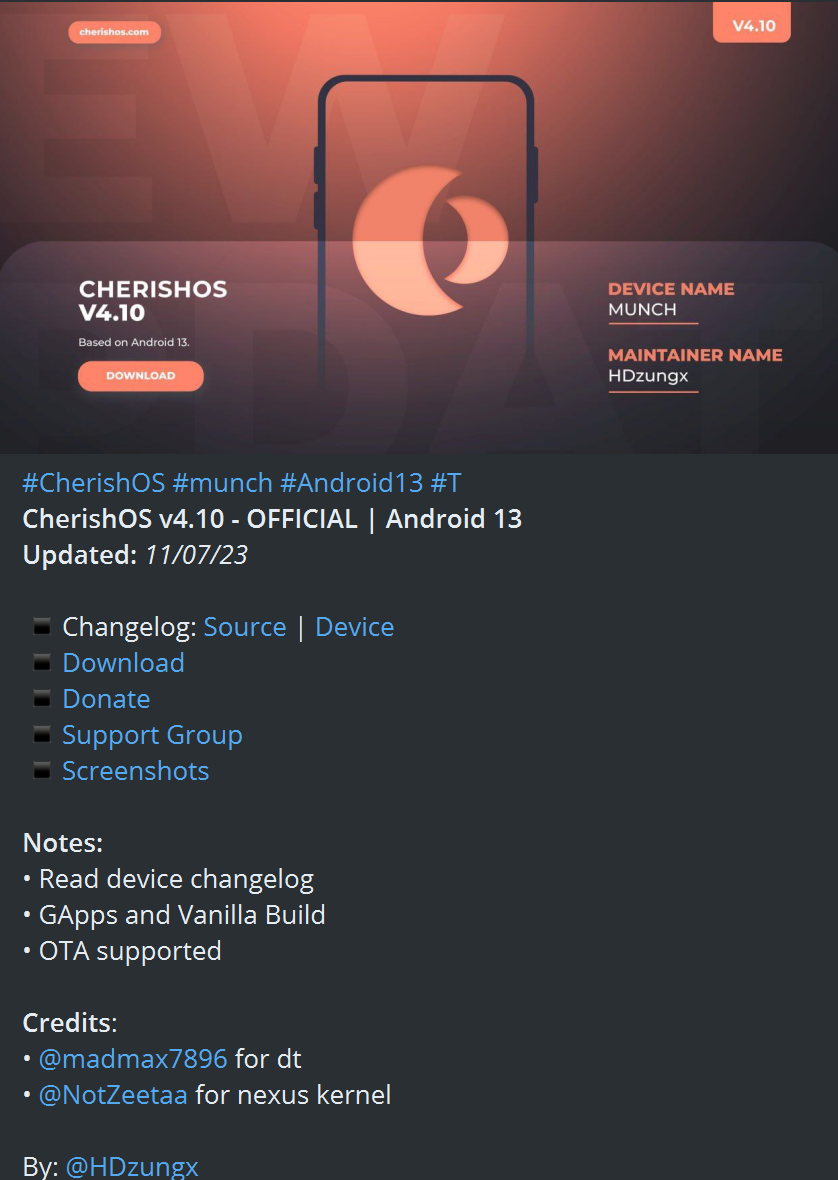 cherishos.com
V4.10
CHERISHOS
V4.10
Based on Android 13.
DOWNLOAD
DEVICE NAME
MUNCH
MAINTAINER NAME
HDzungx
#CherishOS #munch #Android13 #T
CherishOS v4.10 - OFFICIAL | Android 13
Updated: 11/07/23
Changelog: Source | Device
Download
Donate
Support Group
Screenshots
Notes:
• Read device changelog
• GApps and Vanilla Build
• OTA supported
Credits:
• @madmax7896 for dt
• @NotZeetaa for nexus kernel
By: @HDzungx